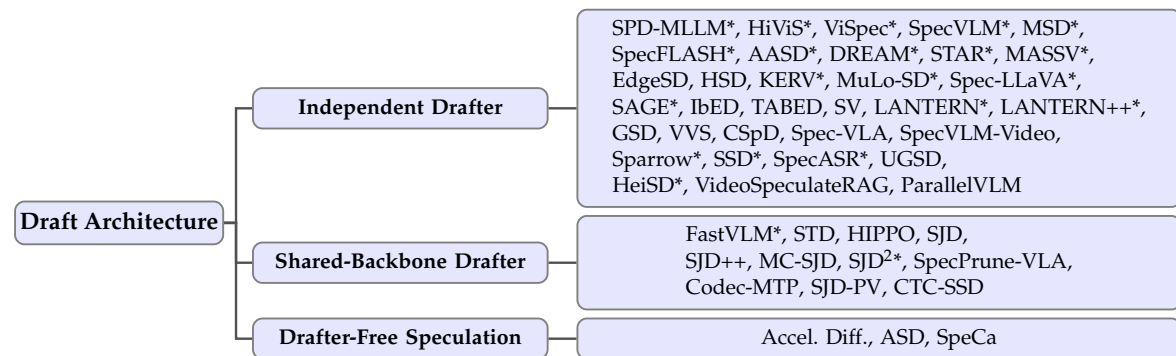 SPD-MLLM*, HiViS*, ViSpec*, SpecVLM*, MSD*,
SpecFLASH*, AASD*, DREAM*, STAR*, MASSV*,
EdgeSD, HSD, KERV*, MuLo-SD*, Spec-LLaVA*,
Independent Drafter
SAGE*, IbED, TABED, SV, LANTERN*, LANTERN++*,
GSD, VVS, CSpD, Spec-VLA, SpecVLM-Video,
Sparrow*, SSD*, SpecASR*, UGSD,
HeiSD*, VideoSpeculateRAG, ParallelVLM
Draft Architecture
FastVLM*, STD, HIPPO, SJD,
Shared-Backbone Drafter
SJD++, MC-SJD, SJD²*, SpecPrune-VLA,
Codec-MTP, SJD-PV, CTC-SSD
Drafter-Free Speculation
Accel. Diff., ASD, SpeCa